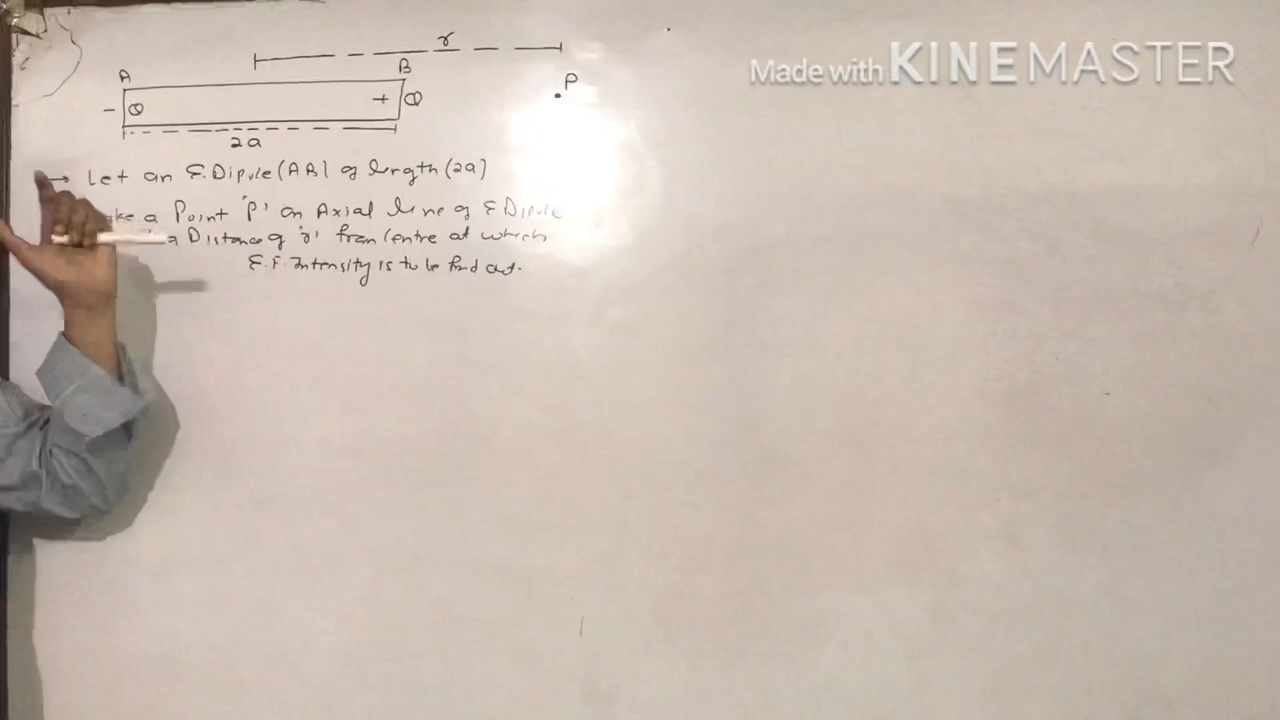 Made with KINEMASTER
r
A
B
P
- Q
+ Q
2a
→ Let an E.Dipole (AB) of length (2a)
a Point 'P' on Axial line of E Dipole
a Distance of 'r' from Centre at which
E.F. Intensity is to be find out.